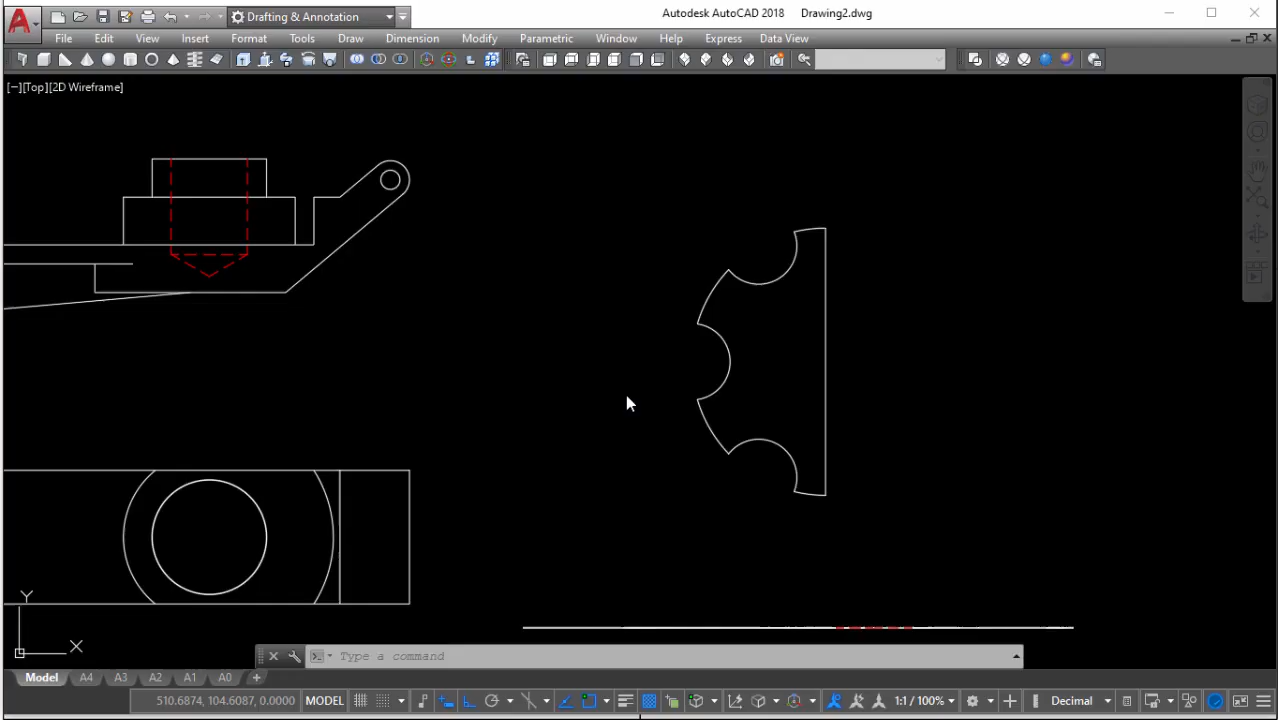 Drafting & Annotation
Autodesk AutoCAD 2018 Drawing2.dwg
File Edit View Insert Format Tools Draw Dimension Modify Parametric Window Help Express Data View
[−][Top][2D Wireframe]
Y
X
Type a command
Model A4 A3 A2 A1 A0
510.6874, 104.6087, 0.0000 MODEL 1:1 / 100% Decimal